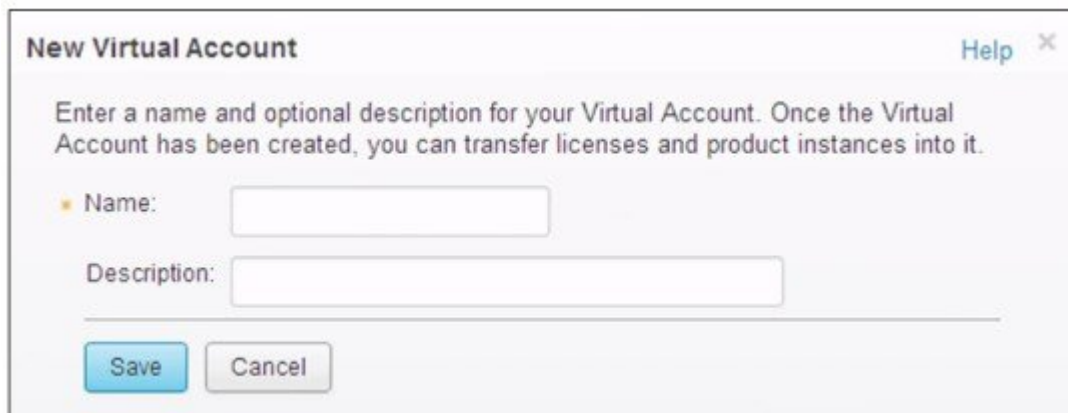 New Virtual Account
Help ×
Enter a name and optional description for your Virtual Account. Once the Virtual
Account has been created, you can transfer licenses and product instances into it.
* Name:
Description:
Save Cancel